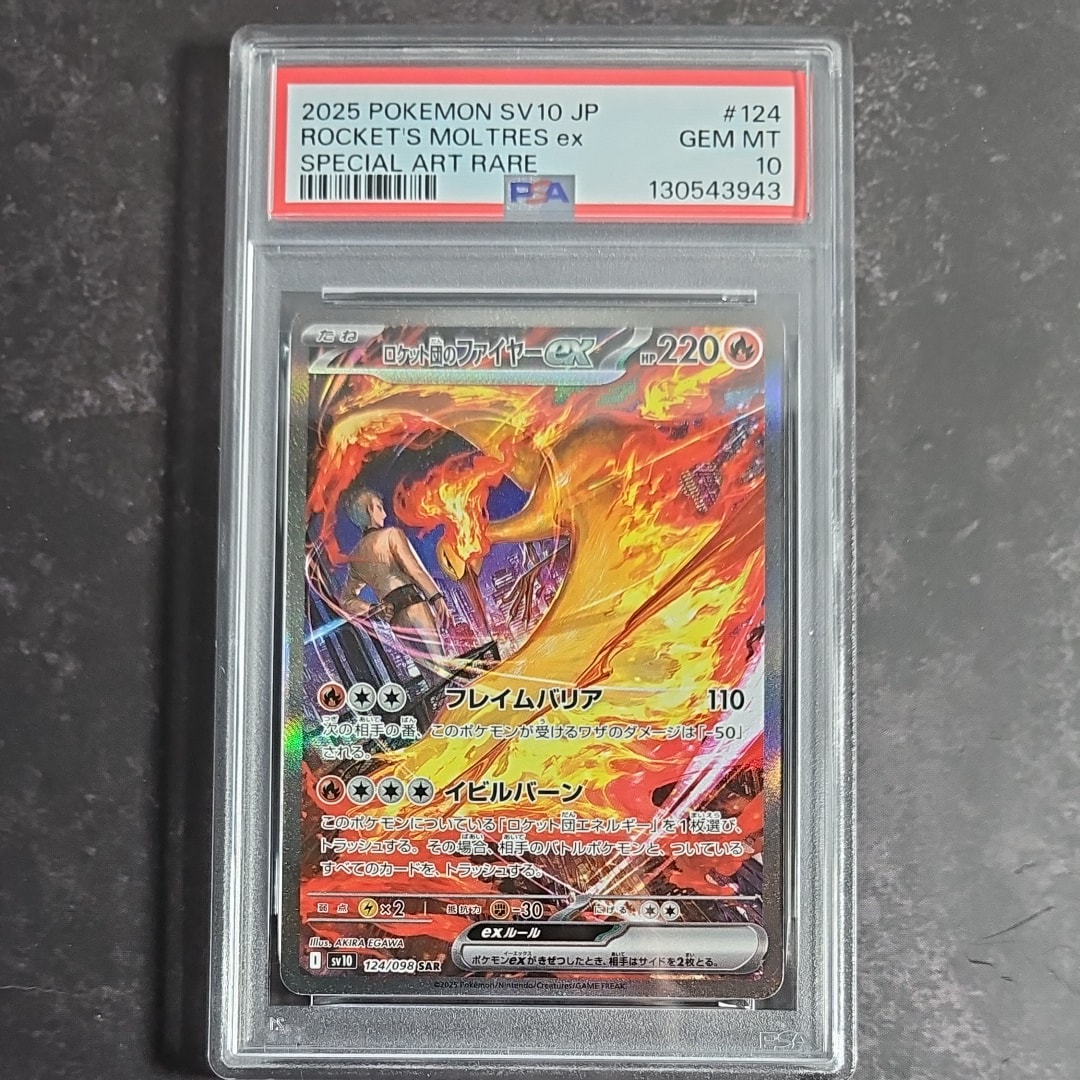 2025 POKEMON SV10 JP #124
ROCKET'S MOLTRES ex GEM MT
SPECIAL ART RARE 10
PSA 130543943
たね ロケット団のファイヤーex HP220
フレイムバリア 110
次の相手の番、このポケモンが受けるワザのダメージは「-50」
される。
イビルバーン
このポケモンについている「ロケット団エネルギー」を1枚選び、
トラッシュする。その場合、相手のバトルポケモンと、ついている
すべてのカードを、トラッシュする。
弱点 ×2 抵抗力 -30 にげる
exルール
ポケモンexがきぜつしたとき、相手はサイドを2枚とる。
Illus. AKIRA EGAWA
I sv10 124/098 SAR
©2025 Pokémon/Nintendo/Creatures/GAME FREAK.
PSA